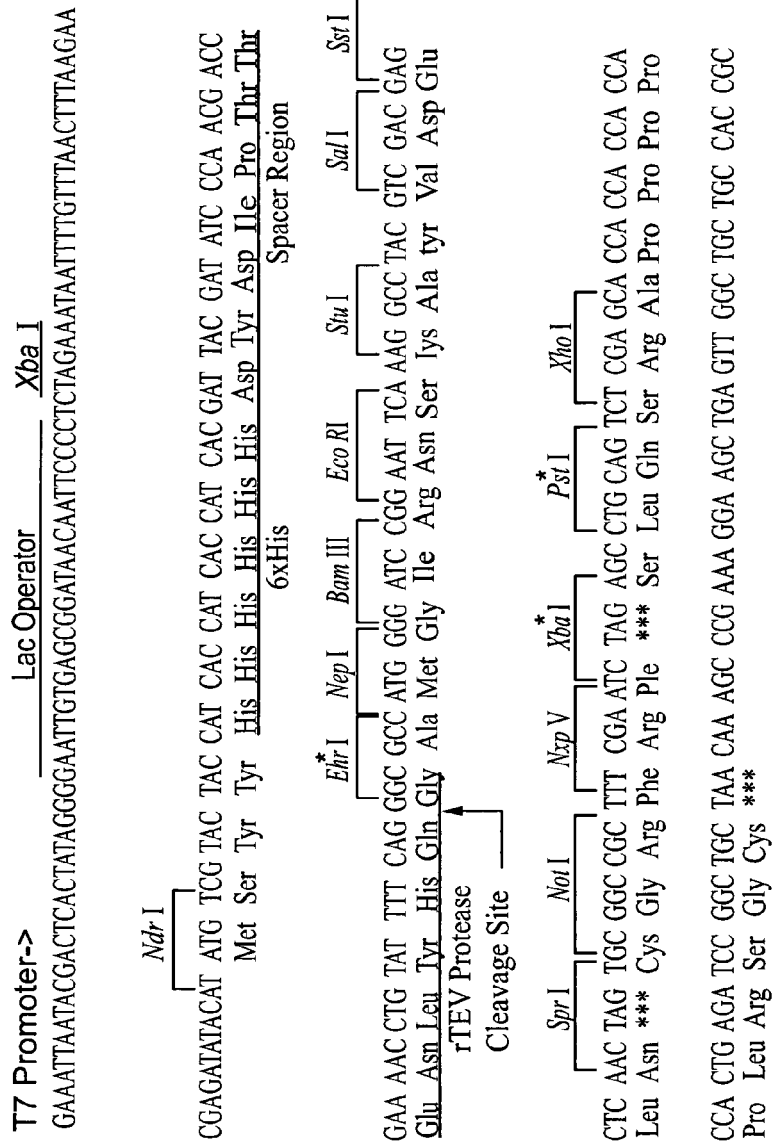 T7 Promoter->
Lac Operator
Xba I
GAAATTAATACGACTCACTATAGGGGAATTGTGAGCGGATAACAATTCCCCTCTAGAAATAATTTTGTTTAACTTTAAGAA
Ndr I
CGAGATATACAT ATG TCG TAC TAC CAT CAC CAT CAC CAT CAC GAT TAC GAT ATC CCA ACG ACC
Met Ser Tyr Tyr His His His His His His Asp Tyr Asp Ile Pro Thr Thr
6xHis
Spacer Region
Ehr* I Nep I Bam III Eco RI Stu I Sal I Sst I
GAA AAC CTG TAT TTT CAG GGC GCC ATG GGG ATC CGG AAT TCA AAG GCC TAC GTC GAC GAG
Glu Asn Leu Tyr His Gln Gly Ala Met Gly Ile Arg Asn Ser Iys Ala tyr Val Asp Glu
rTEV Protease
Cleavage Site
Spr I Not I Nxp V Xba* I Pst* I Xho I
CTC AAC TAG TGC GGC CGC TTT CGA ATC TAG AGC CTG CAG TCT CGA GCA CCA CCA CCA CCA
Leu Asn *** Cys Gly Arg Phe Arg Ple *** Ser Leu Gln Ser Arg Ala Pro Pro Pro Pro
CCA CTG AGA TCC GGC TGC TAA CAA AGC CCG AAA GGA AGC TGA GTT GGC TGC TGC CAC CGC
Pro Leu Arg Ser Gly Cys ***